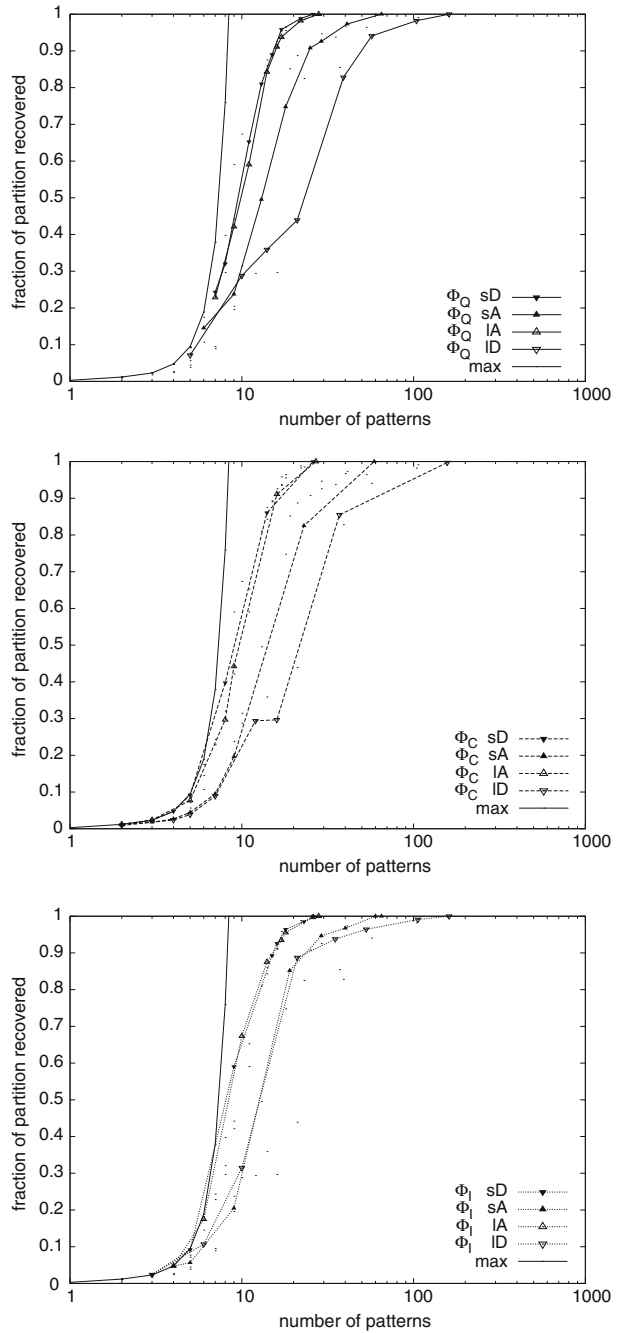 1
0.9
0.8
0.7
0.6
0.5
0.4
0.3
0.2
0.1
0
fraction of partition recovered
Φ_Q sD
Φ_Q sA
Φ_Q lA
Φ_Q lD
max
1 10 100 1000
number of patterns
1
0.9
0.8
0.7
0.6
0.5
0.4
0.3
0.2
0.1
0
fraction of partition recovered
Φ_C sD
Φ_C sA
Φ_C lA
Φ_C lD
max
1 10 100 1000
number of patterns
1
0.9
0.8
0.7
0.6
0.5
0.4
0.3
0.2
0.1
0
fraction of partition recovered
Φ_I sD
Φ_I sA
Φ_I lA
Φ_I lD
max
1 10 100 1000
number of patterns